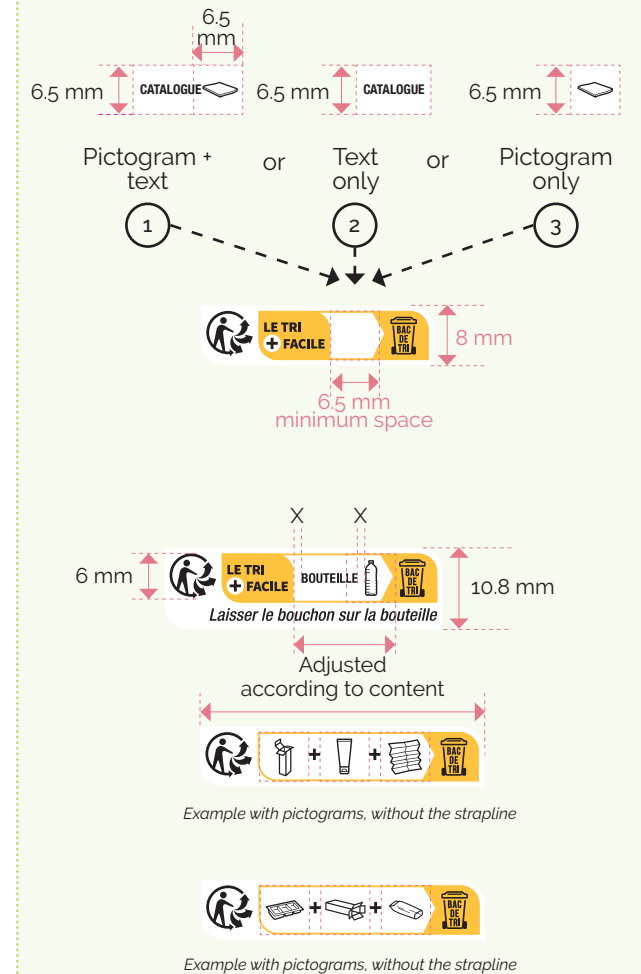 6.5
mm
6.5 mm
CATALOGUE
6.5 mm
CATALOGUE
6.5 mm
Pictogram +
text
or
Text
only
or
Pictogram
only
1
2
3
LE TRI
+ FACILE
BAC
DE
TRI
8 mm
6.5 mm
minimum space
X
X
6 mm
LE TRI
+ FACILE
BOUTEILLE
BAC
DE
TRI
10.8 mm
Laisser le bouchon sur la bouteille
Adjusted
according to content
+
+
BAC
DE
TRI
Example with pictograms, without the strapline
+
+
BAC
DE
TRI
Example with pictograms, without the strapline